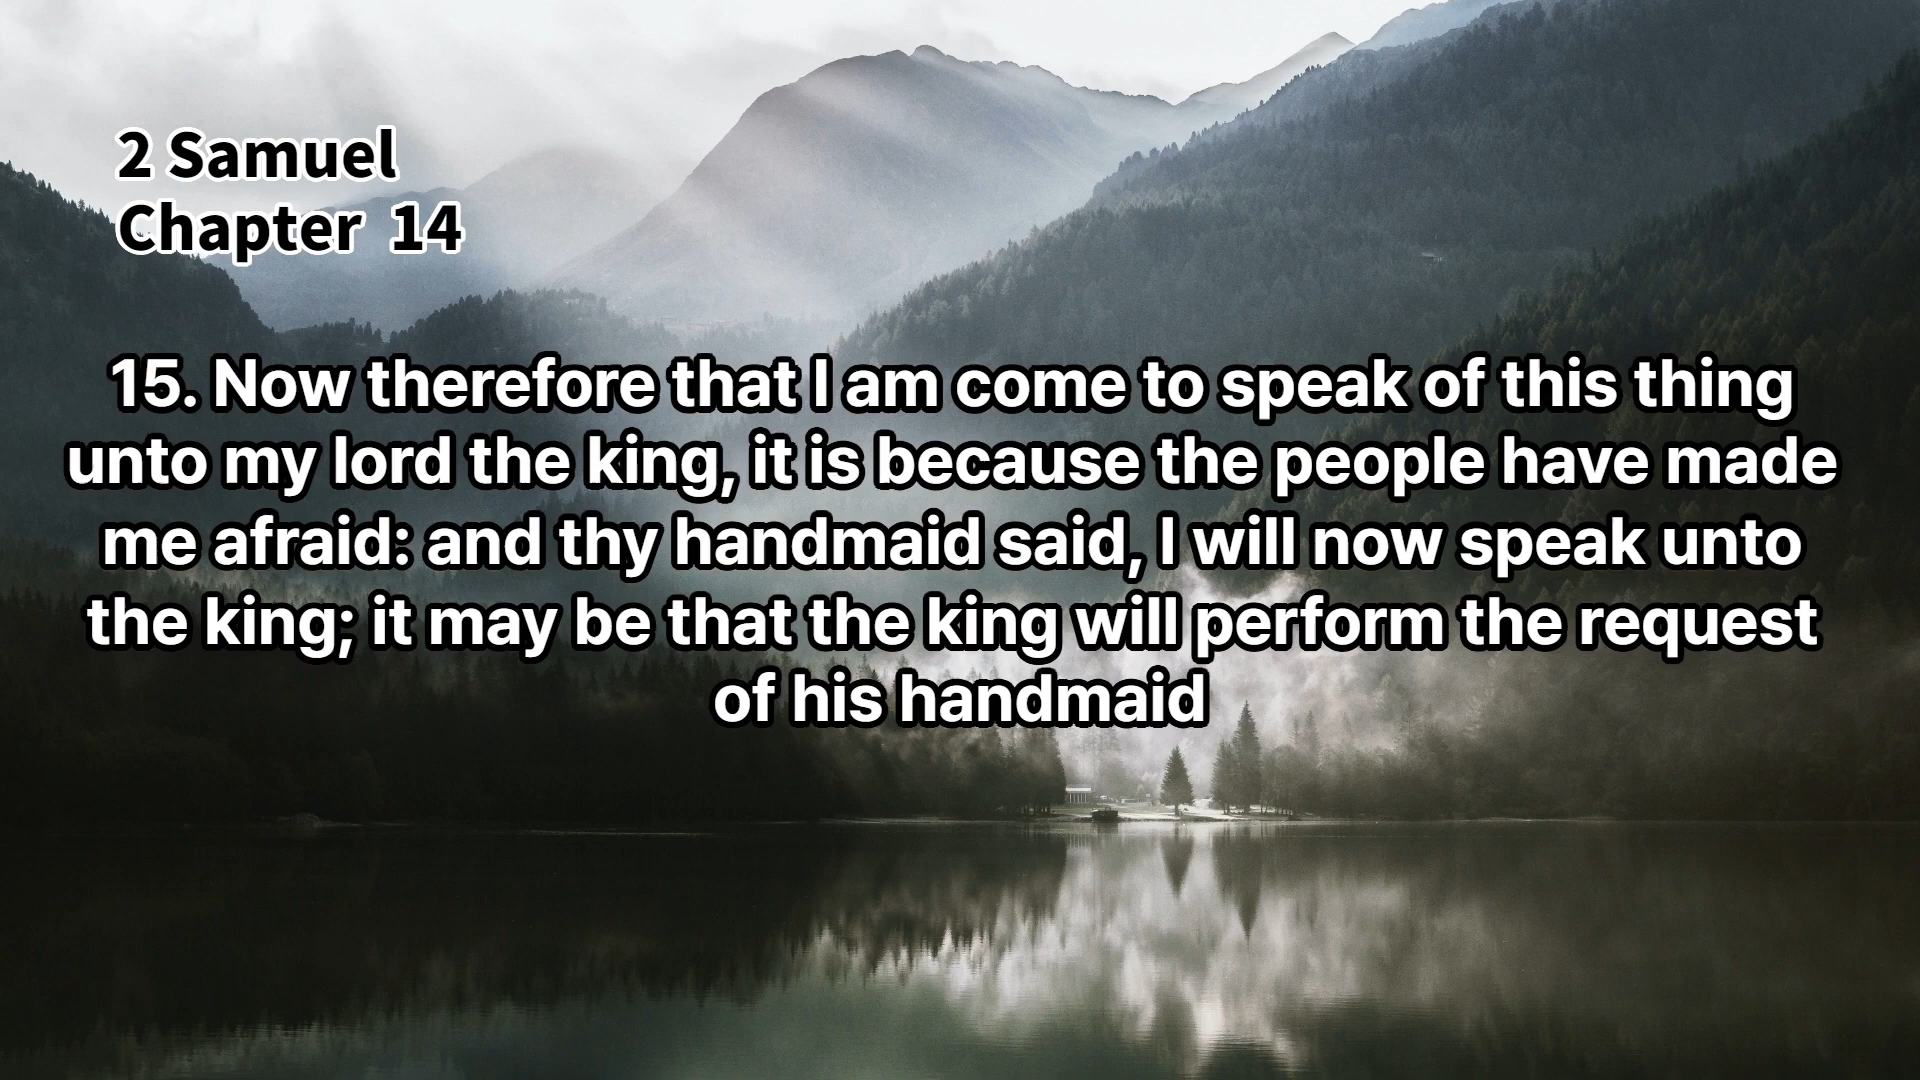 2 Samuel
Chapter 14
15. Now therefore that I am come to speak of this thing
unto my lord the king, it is because the people have made
me afraid: and thy handmaid said, I will now speak unto
the king; it may be that the king will perform the request
of his handmaid